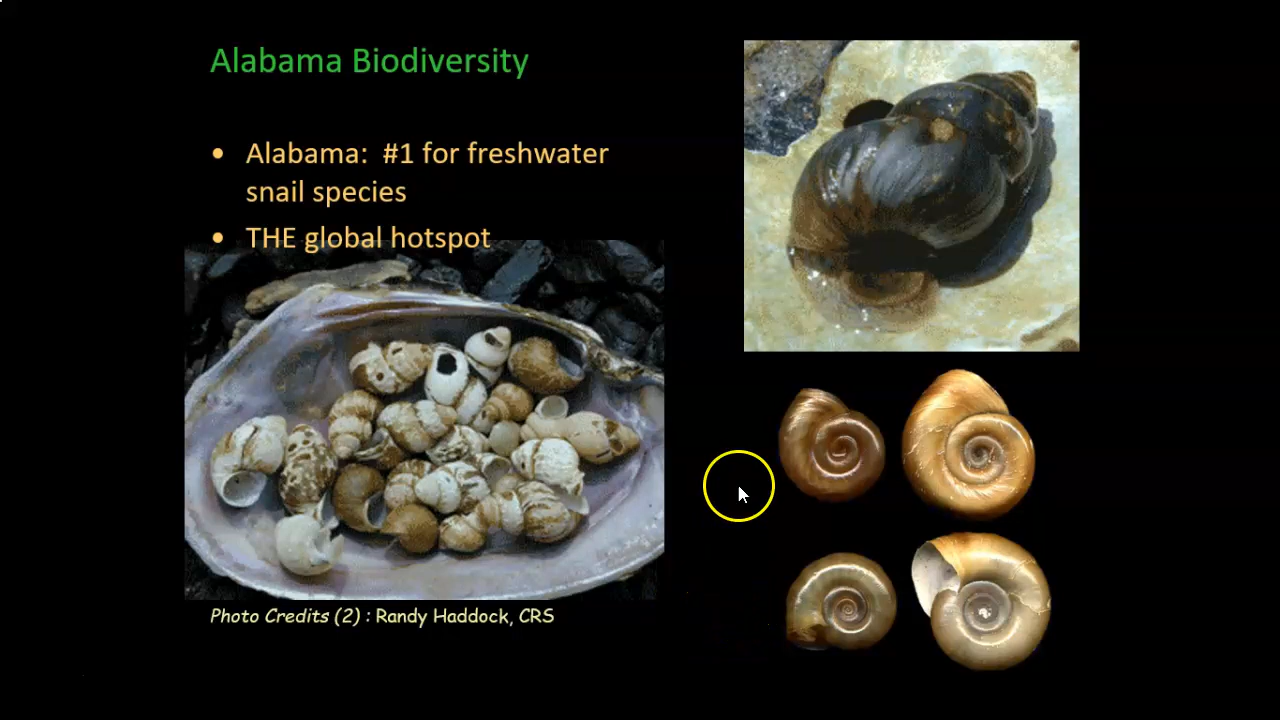 Alabama Biodiversity
• Alabama:  #1 for freshwater
snail species
• THE global hotspot
Photo Credits (2) : Randy Haddock, CRS